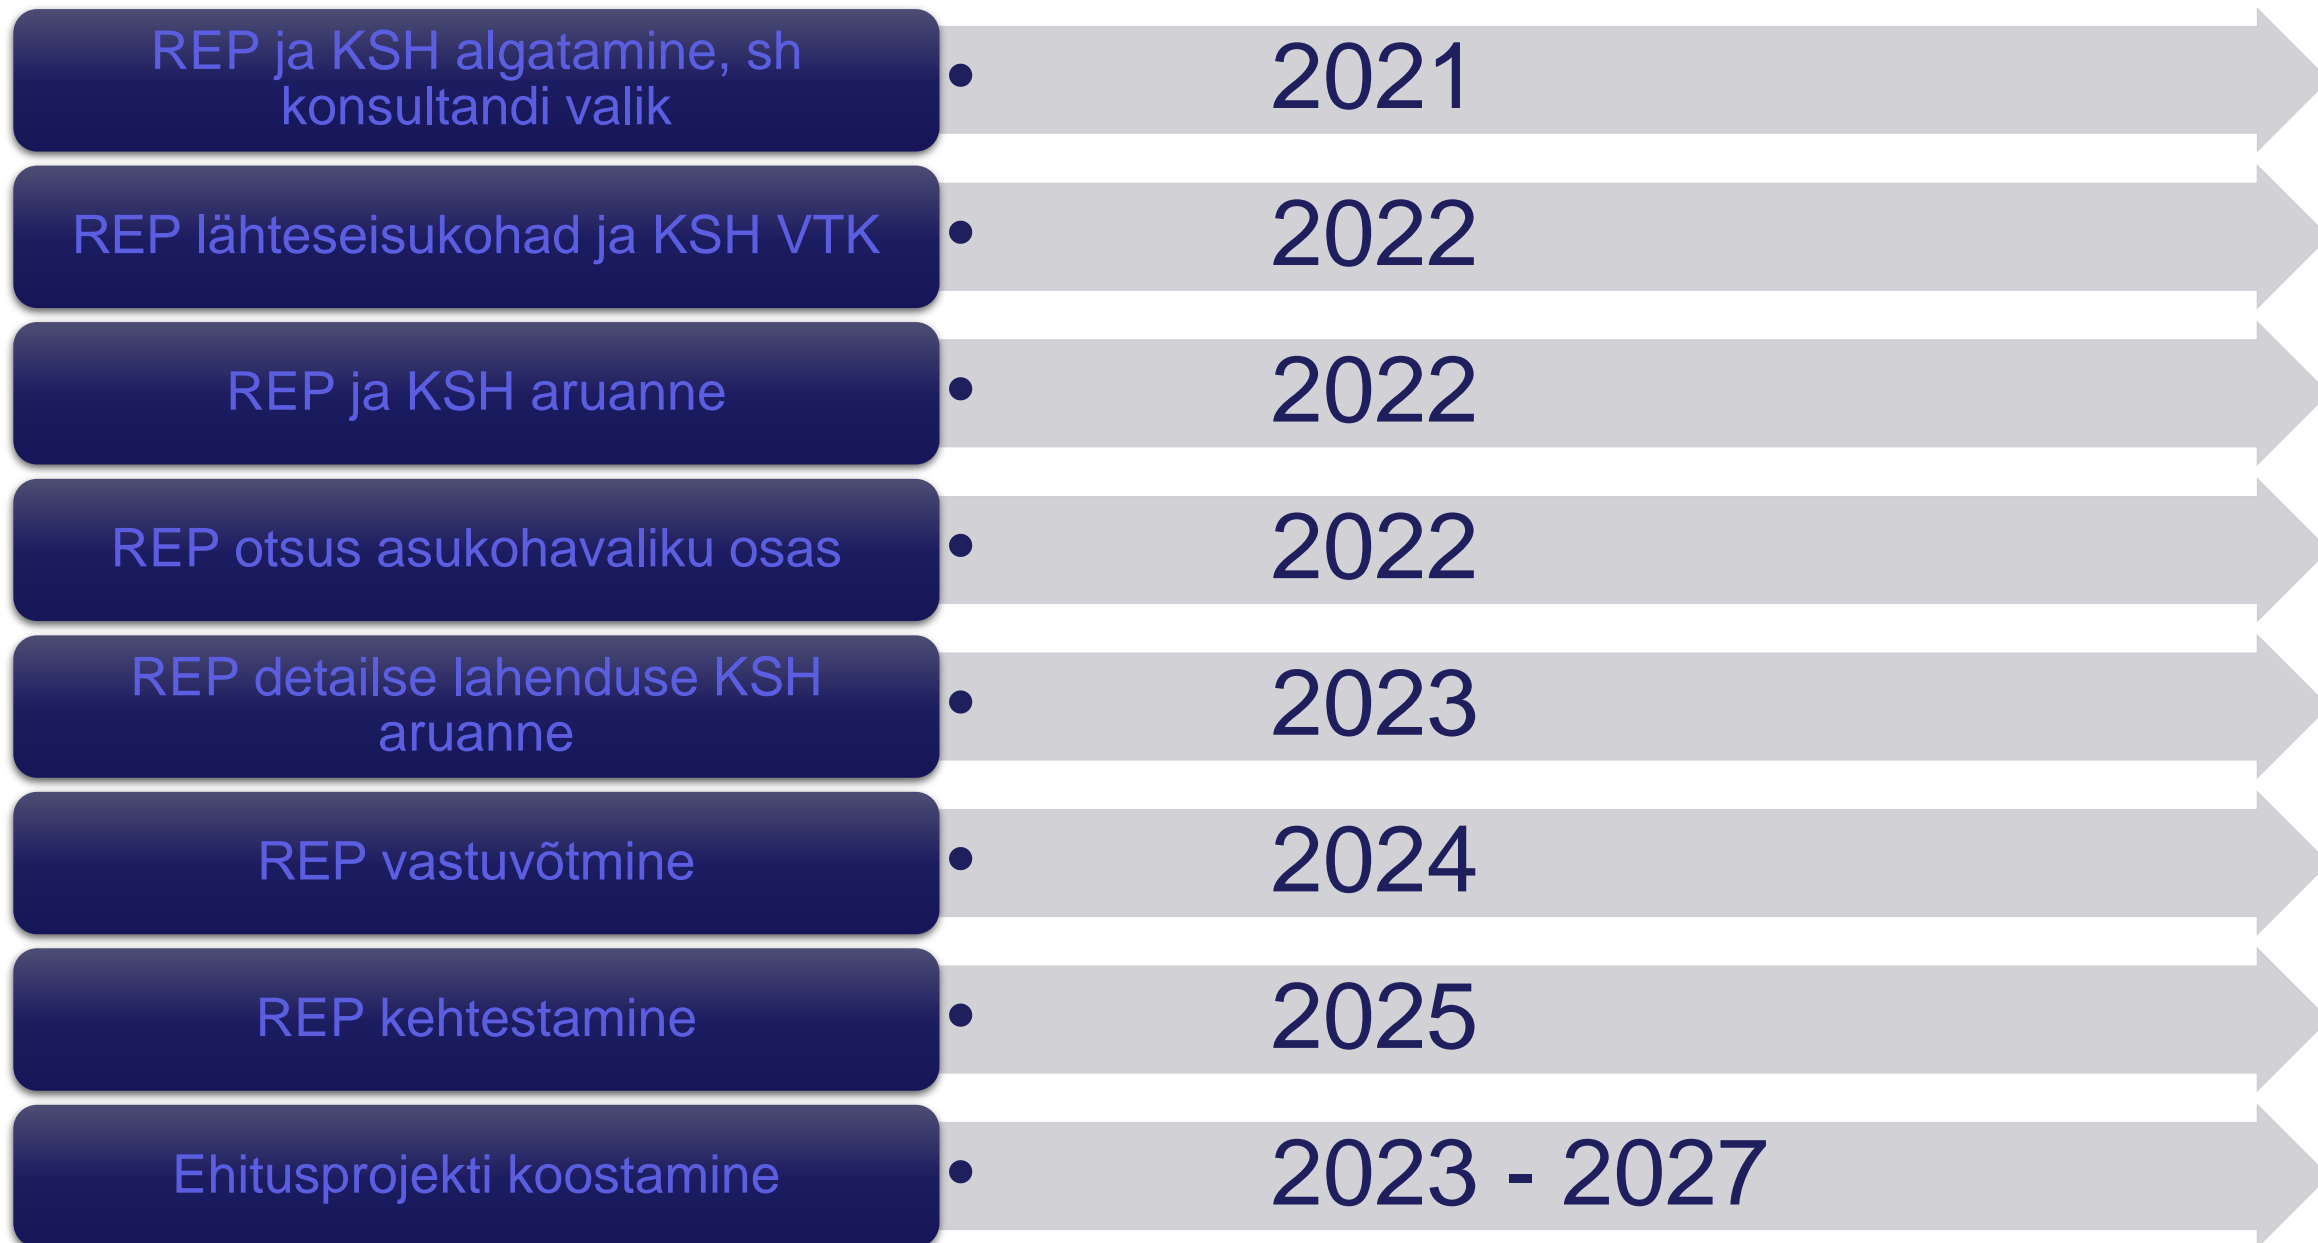 REP ja KSH algatamine, sh
konsultandi valik
• 2021
REP lähteseisukohad ja KSH VTK
• 2022
REP ja KSH aruanne
• 2022
REP otsus asukohavaliku osas
• 2022
REP detailse lahenduse KSH
aruanne
• 2023
REP vastuvõtmine
• 2024
REP kehtestamine
• 2025
Ehitusprojekti koostamine
• 2023 - 2027